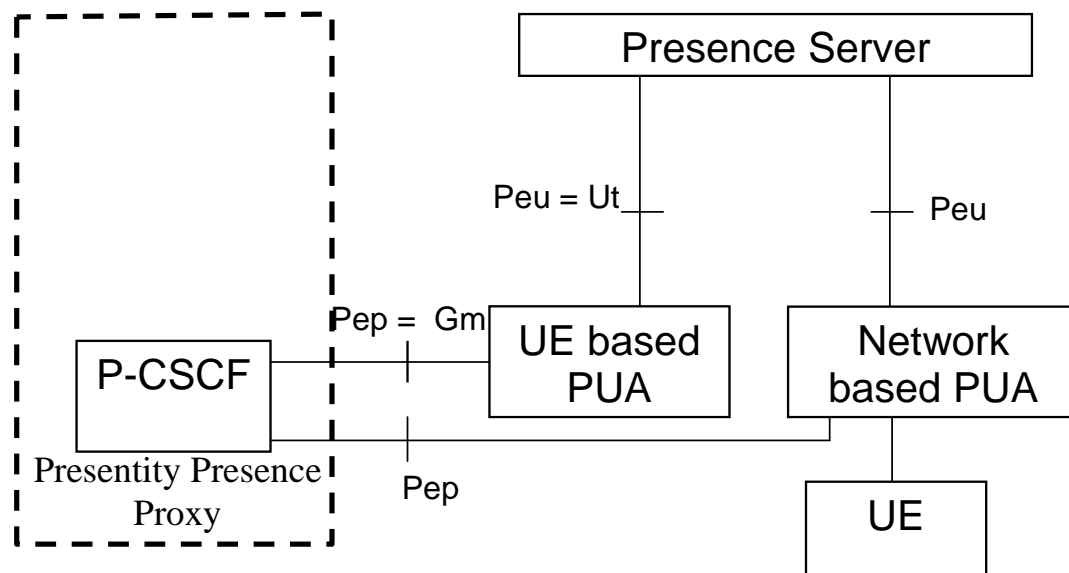 Presence Server
Peu = Ut
Peu
Pep = Gm
UE based
PUA
Network
based PUA
P-CSCF
Presentity Presence
Proxy
Pep
UE